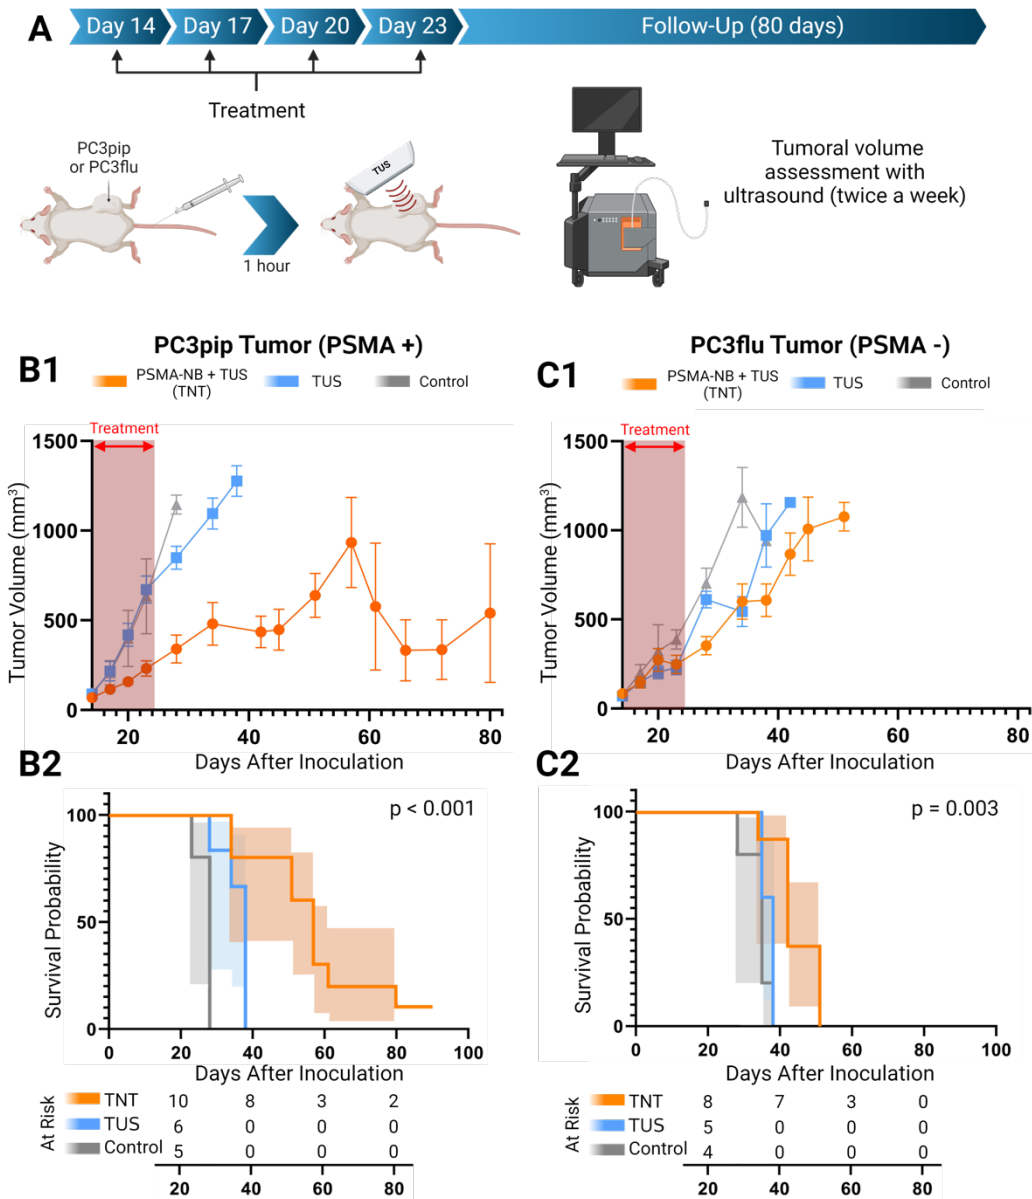 A
Day 14 Day 17 Day 20 Day 23 Follow-Up (80 days)
Treatment
PC3pip
or PC3flu
TUS
1 hour
Tumoral volume
assessment with
ultrasound (twice a week)
PC3pip Tumor (PSMA +)
B1
PSMA-NB + TUS
(TNT)
TUS
Control
Treatment
1500
1000
500
0
Tumor Volume (mm³)
20 40 60 80
Days After Inoculation
PC3flu Tumor (PSMA -)
C1
PSMA-NB + TUS
(TNT)
TUS
Control
Treatment
1500
1000
500
0
Tumor Volume (mm³)
20 40 60 80
Days After Inoculation
B2
p < 0.001
100
50
0
Survival Probability
0 20 40 60 80 100
Days After Inoculation
At Risk
TNT 10 8 3 2
TUS 6 0 0 0
Control 5 0 0 0
20 40 60 80
C2
p = 0.003
100
50
0
Survival Probability
0 20 40 60 80 100
Days After Inoculation
At Risk
TNT 8 7 3 0
TUS 5 0 0 0
Control 4 0 0 0
20 40 60 80